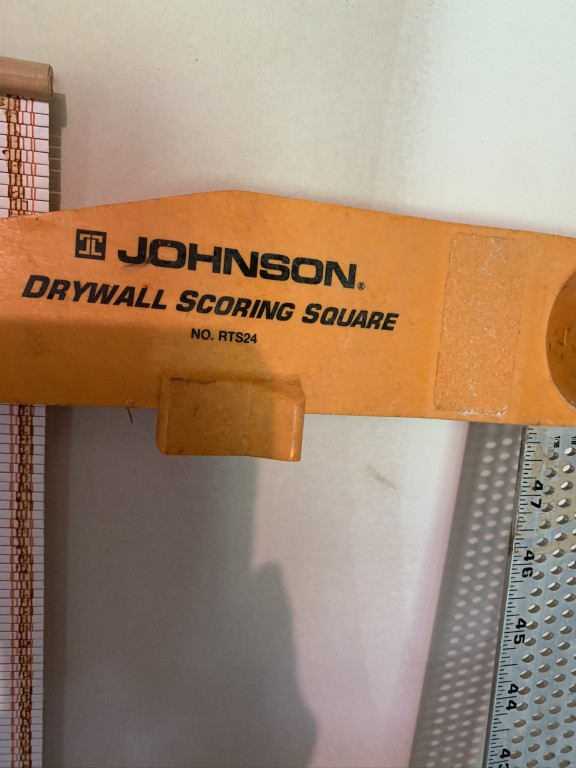 JOHNSON®
DRYWALL SCORING SQUARE
NO. RTS24
47
46
45
44